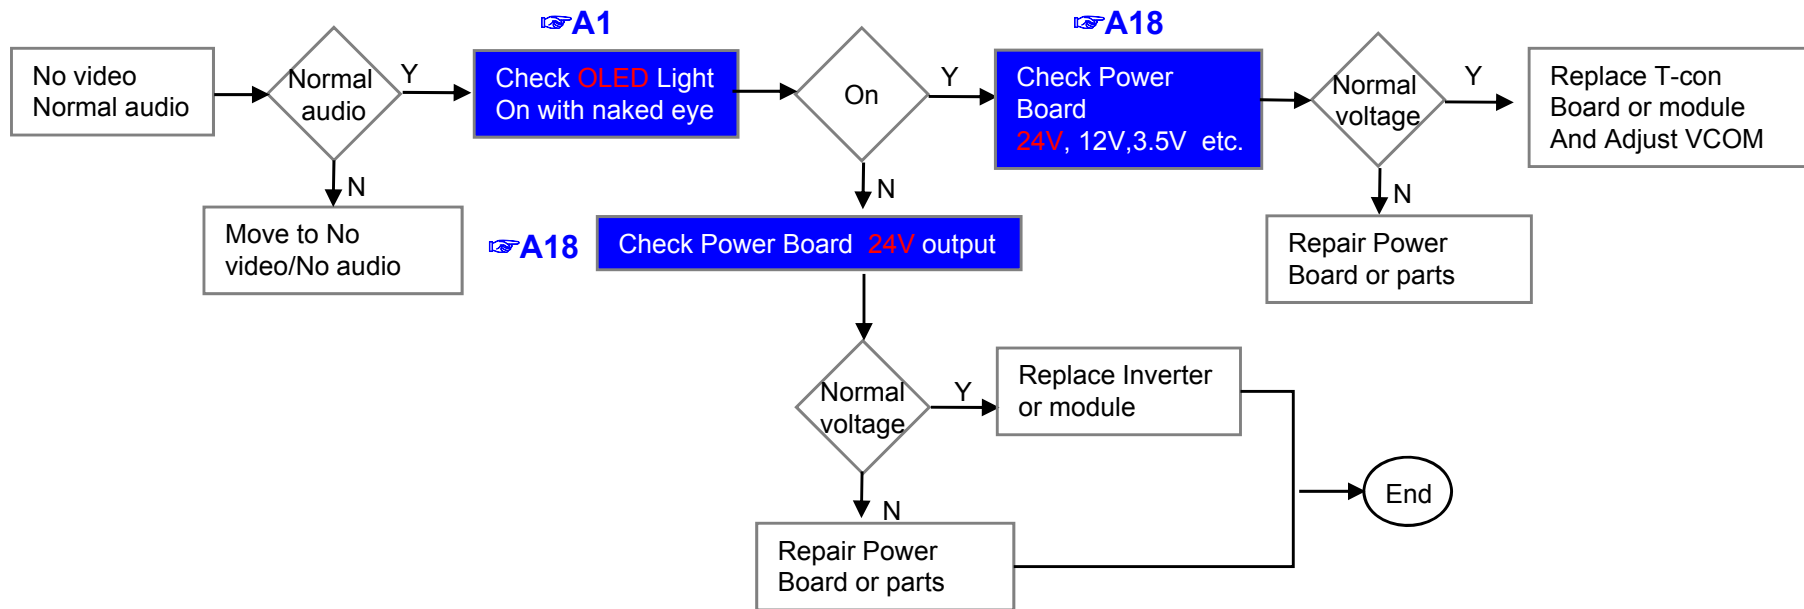 ☞A1
☞A18
No video
Normal audio
Normal
audio
Y
Check OLED Light
On with naked eye
On
Y
Check Power
Board
24V, 12V,3.5V etc.
Normal
voltage
Y
Replace T-con
Board or module
And Adjust VCOM
N
N
N
Move to No
video/No audio
☞A18
Check Power Board 24V output
Repair Power
Board or parts
Normal
voltage
Y
Replace Inverter
or module
End
N
Repair Power
Board or parts